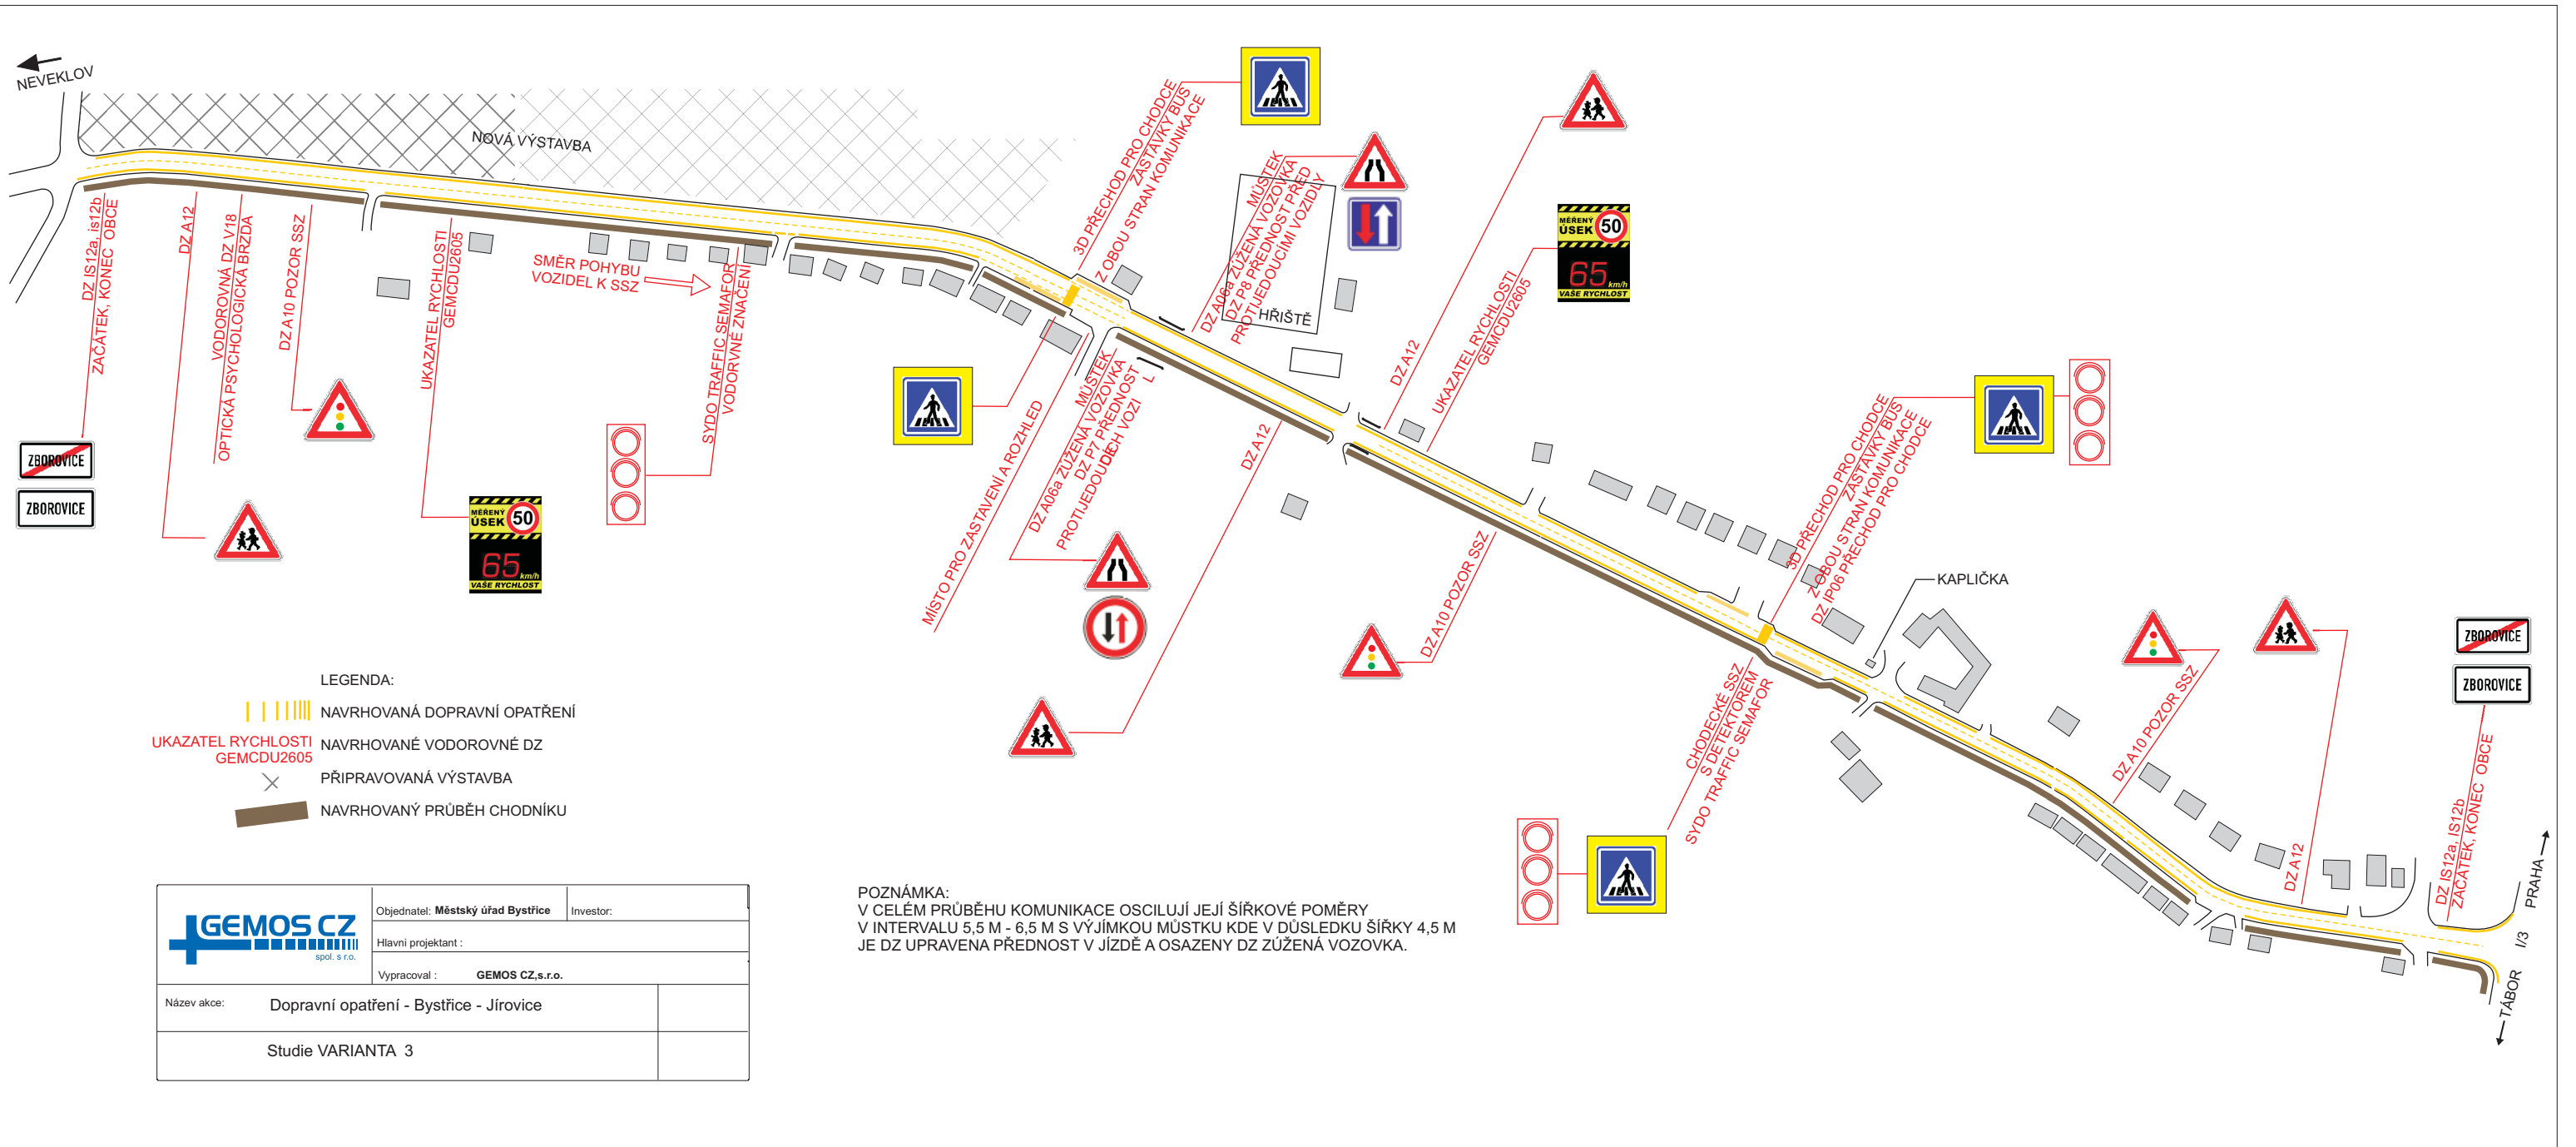 NEVEKLOV
NOVÁ VÝSTAVBA
DZ IS12a, is12b
ZAČÁTEK, KONEC  OBCE
DZ A12
VODOROVNÁ DZ V18
OPTICKÁ PSYCHOLOGICKÁ BRZDA
DZ A10 POZOR SSZ
UKAZATEL RYCHLOSTI
GEMCDU2605
SMĚR POHYBU
VOZIDEL K SSZ
SYDO TRAFFIC SEMAFOR
VODORVNÉ ZNAČENÍ
ZBOROVICE
ZBOROVICE
MĚŘENÝ
ÚSEK 50
65 km/h
VAŠE RYCHLOST
3D PŘECHOD PRO CHODCE
ZASTÁVKY BUS
Z OBOU STRAN KOMUNIKACE
MŮSTEK
DZ A06a ZÚŽENÁ VOZOVKA
DZ P8 PŘEDNOST PŘED
PROTIJEDOUCÍMI VOZIDLY
HŘIŠTĚ
MÍSTO PRO ZASTAVENÍ A ROZHLED
MŮSTEK
DZ A06a ZÚŽENÁ VOZOVKA
DZ P7 PŘEDNOST
PROTIJEDOUCÍCH VOZI
L
DZ A12
DZ A12
UKAZATEL RYCHLOSTI
GEMCDU2605
MĚŘENÝ
ÚSEK 50
65 km/h
VAŠE RYCHLOST
DZ A10 POZOR SSZ
3D PŘECHOD PRO CHODCE
ZASTÁVKY BUS
Z OBOU STRAN KOMUNIKACE
DZ IP06 PŘECHOD PRO CHODCE
KAPLIČKA
CHODECKÉ SSZ
S DETEKTOREM
SYDO TRAFFIC SEMAFOR
DZ A10 POZOR SSZ
DZ A12
ZBOROVICE
ZBOROVICE
DZ IS12a, IS12b
ZAČÁTEK, KONEC  OBCE
PRAHA
I/3
TÁBOR
LEGENDA:
NAVRHOVANÁ DOPRAVNÍ OPATŘENÍ
UKAZATEL RYCHLOSTI
GEMCDU2605
NAVRHOVANÉ VODOROVNÉ DZ
PŘIPRAVOVANÁ VÝSTAVBA
NAVRHOVANÝ PRŮBĚH CHODNÍKU
POZNÁMKA:
V CELÉM PRŮBĚHU KOMUNIKACE OSCILUJÍ JEJÍ ŠÍŘKOVÉ POMĚRY
V INTERVALU 5,5 M - 6,5 M S VÝJÍMKOU MŮSTKU KDE V DŮSLEDKU ŠÍŘKY 4,5 M
JE DZ UPRAVENA PŘEDNOST V JÍZDĚ A OSAZENY DZ ZÚŽENÁ VOZOVKA.
GEMOS CZ
spol. s r.o.
Objednatel: Městský úřad Bystřice
Investor:
Hlavni projektant :
Vypracoval : GEMOS CZ,s.r.o.
Název akce: Dopravní opatření - Bystřice - Jírovice
Studie VARIANTA  3